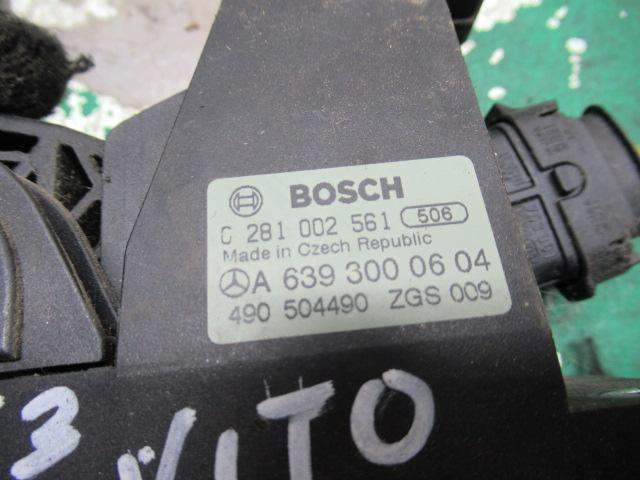 BOSCH
0 281 002 561 506
Made in Czech Republic
A 639 300 06 04
490 504490 ZGS 009
3 VITO